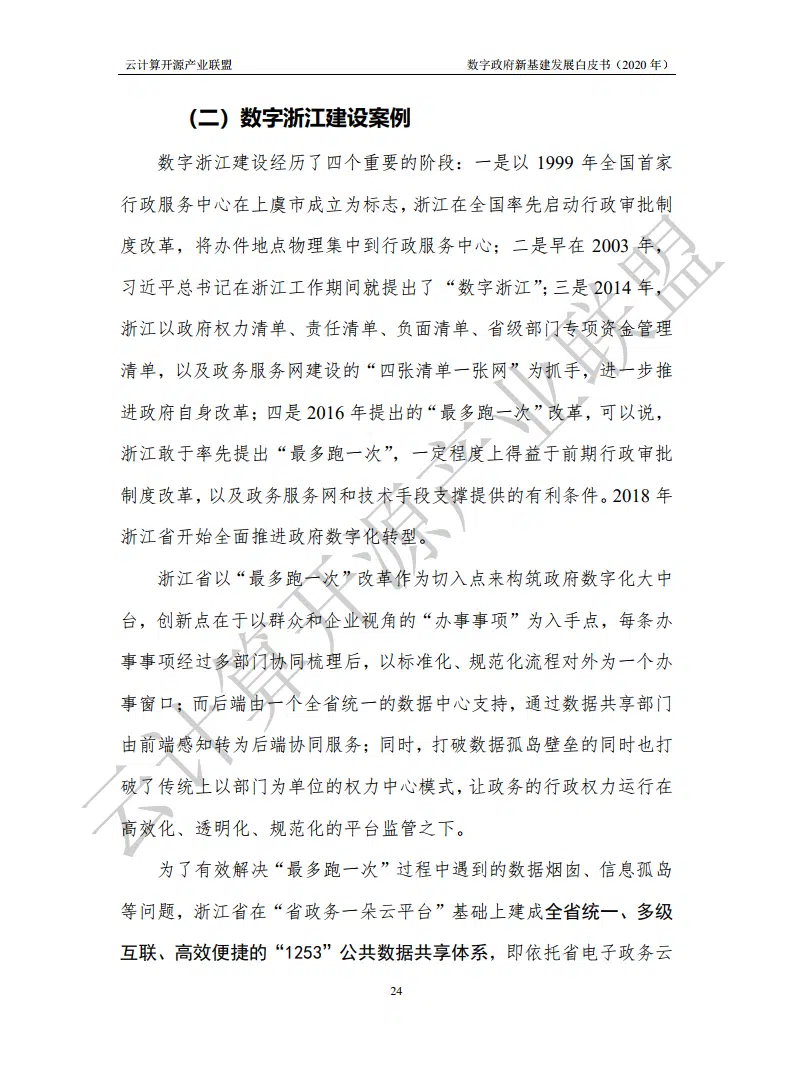 云计算开源产业联盟 数字政府新基建发展白皮书（2020 年）
（二）数字浙江建设案例
数字浙江建设经历了四个重要的阶段：一是以 1999 年全国首家
行政服务中心在上虞市成立为标志，浙江在全国率先启动行政审批制
度改革，将办件地点物理集中到行政服务中心；二是早在 2003 年，
习近平总书记在浙江工作期间就提出了“数字浙江”；三是 2014 年，
浙江以政府权力清单、责任清单、负面清单、省级部门专项资金管理
清单，以及政务服务网建设的“四张清单一张网”为抓手，进一步推
进政府自身改革；四是 2016 年提出的“最多跑一次”改革，可以说，
浙江敢于率先提出“最多跑一次”，一定程度上得益于前期行政审批
制度改革，以及政务服务网和技术手段支撑提供的有利条件。2018 年
浙江省开始全面推进政府数字化转型。
浙江省以“最多跑一次”改革作为切入点来构筑政府数字化大中
台，创新点在于以群众和企业视角的“办事事项”为入手点，每条办
事事项经过多部门协同梳理后，以标准化、规范化流程对外为一个办
事窗口；而后端由一个全省统一的数据中心支持，通过数据共享部门
由前端感知转为后端协同服务；同时，打破数据孤岛壁垒的同时也打
破了传统上以部门为单位的权力中心模式，让政务的行政权力运行在
高效化、透明化、规范化的平台监管之下。
为了有效解决“最多跑一次”过程中遇到的数据烟囱、信息孤岛
等问题，浙江省在“省政务一朵云平台”基础上建成全省统一、多级
互联、高效便捷的“1253”公共数据共享体系，即依托省电子政务云
24
云计算开源产业联盟